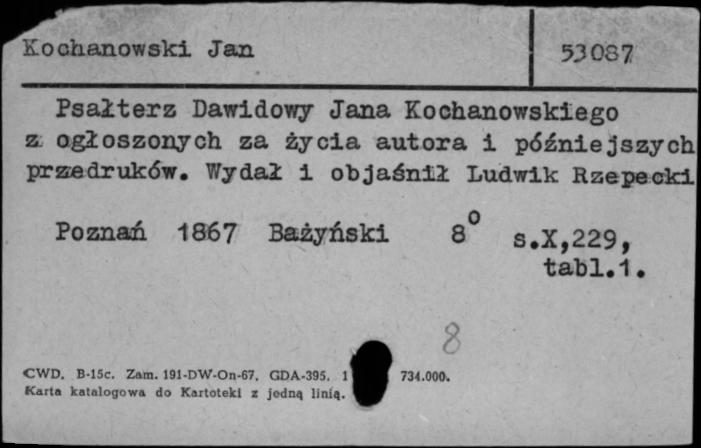 Kochanowski Jan
53087
Psałterz Dawidowy Jana Kochanowskiego
z ogłoszonych za życia autora i późniejszych
przedruków. Wydał i objaśnił Ludwik Rzepecki
Poznań 1867 Bażyński 8° s.X,229,
tabl.1.
8
CWD. B-15c. Zam. 191-DW-On-67. GDA-395. 1 734.000.
Karta katalogowa do Kartoteki z jedną linią.